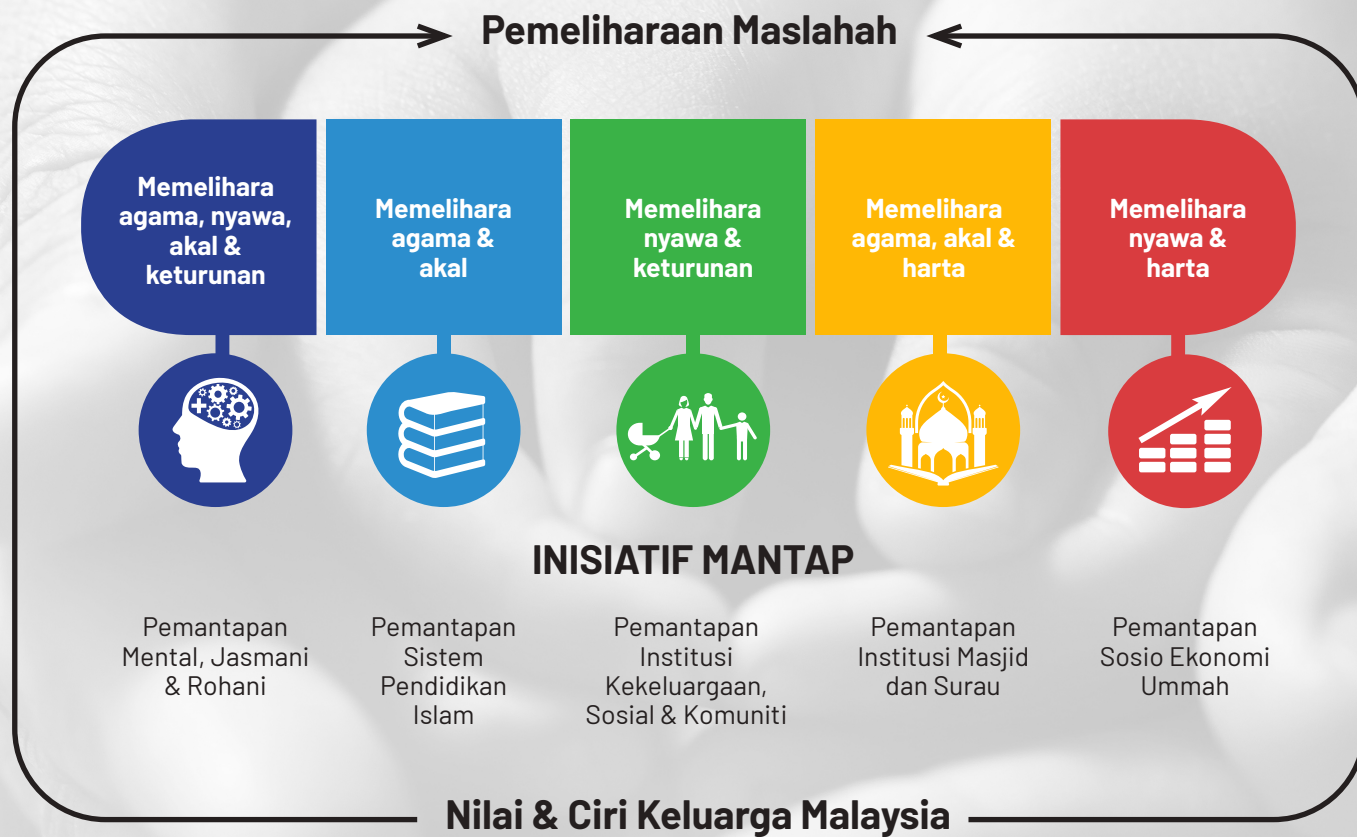 Pemeliharaan Maslahah
Memelihara
agama, nyawa,
akal &
keturunan
Memelihara
agama &
akal
Memelihara
nyawa &
keturunan
Memelihara
agama, akal &
harta
Memelihara
nyawa &
harta
INISIATIF MANTAP
Pemantapan
Mental, Jasmani
& Rohani
Pemantapan
Sistem
Pendidikan
Islam
Pemantapan
Institusi
Kekeluargaan,
Sosial & Komuniti
Pemantapan
Institusi Masjid
dan Surau
Pemantapan
Sosio Ekonomi
Ummah
Nilai & Ciri Keluarga Malaysia